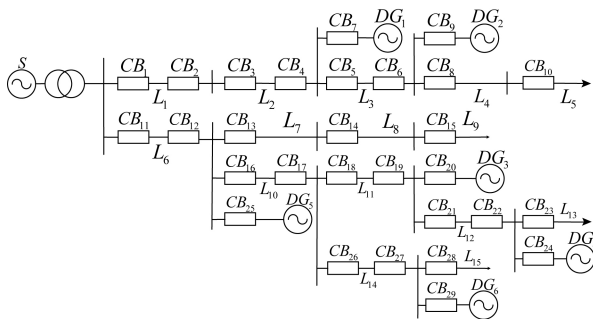 CB₇ DG₁ CB₉ DG₂
S CB₁ CB₂ CB₃ CB₄ CB₅ CB₆ CB₈ CB₁₀
L₁ L₂ L₃ L₄ L₅
CB₁₁ CB₁₂ CB₁₃ L₇ CB₁₄ L₈ CB₁₅ L₉
L₆
CB₁₆ CB₁₇ CB₁₈ CB₁₉ CB₂₀ DG₃
L₁₀ L₁₁
CB₂₅ DG₅ CB₂₁ CB₂₂ CB₂₃ L₁₃
L₁₂
CB₂₄ DG
CB₂₆ CB₂₇ CB₂₈ L₁₅
L₁₄
CB₂₉ DG₆